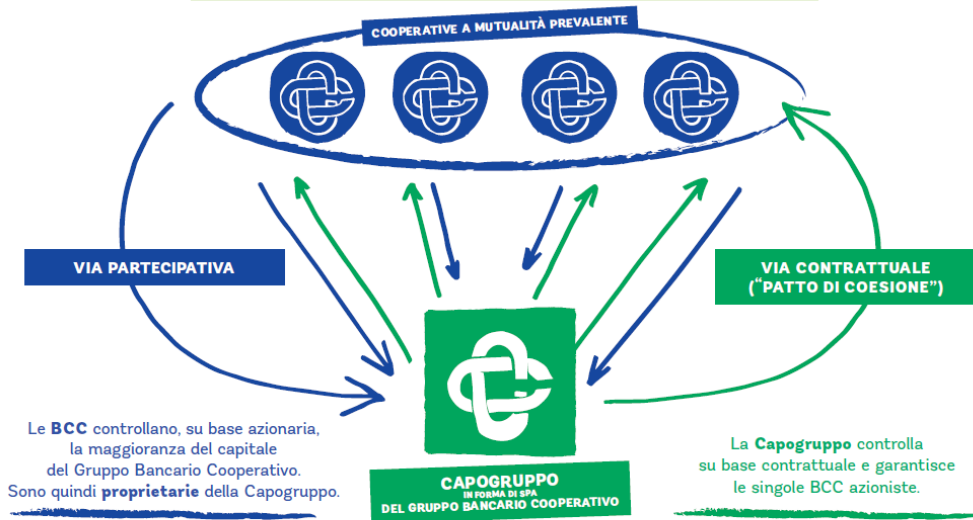 COOPERATIVE A MUTUALITÀ PREVALENTE
VIA PARTECIPATIVA
VIA CONTRATTUALE
("PATTO DI COESIONE")
Le BCC controllano, su base azionaria,
la maggioranza del capitale
del Gruppo Bancario Cooperativo.
Sono quindi proprietarie della Capogruppo.
CAPOGRUPPO
IN FORMA DI SPA
DEL GRUPPO BANCARIO COOPERATIVO
La Capogruppo controlla
su base contrattuale e garantisce
le singole BCC azioniste.